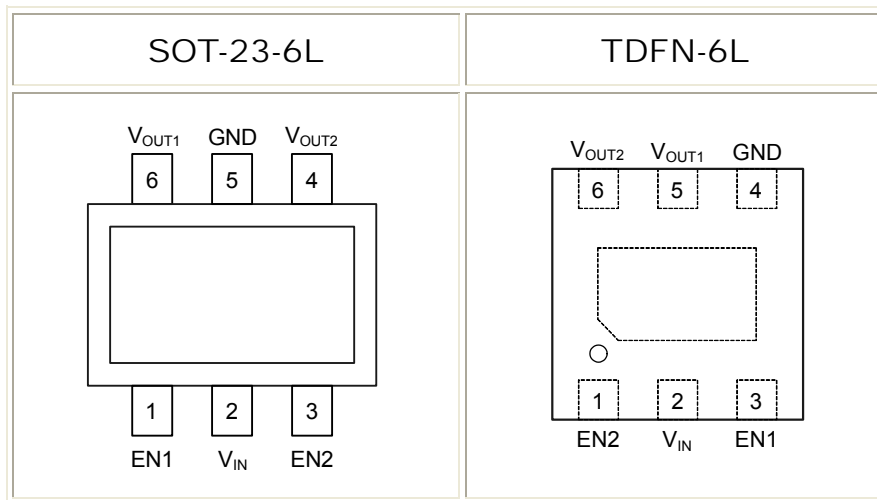 SOT-23-6L
TDFN-6L
VOUT1 GND VOUT2
6 5 4
1 2 3
EN1 VIN EN2
VOUT2 VOUT1 GND
6 5 4
1 2 3
EN2 VIN EN1